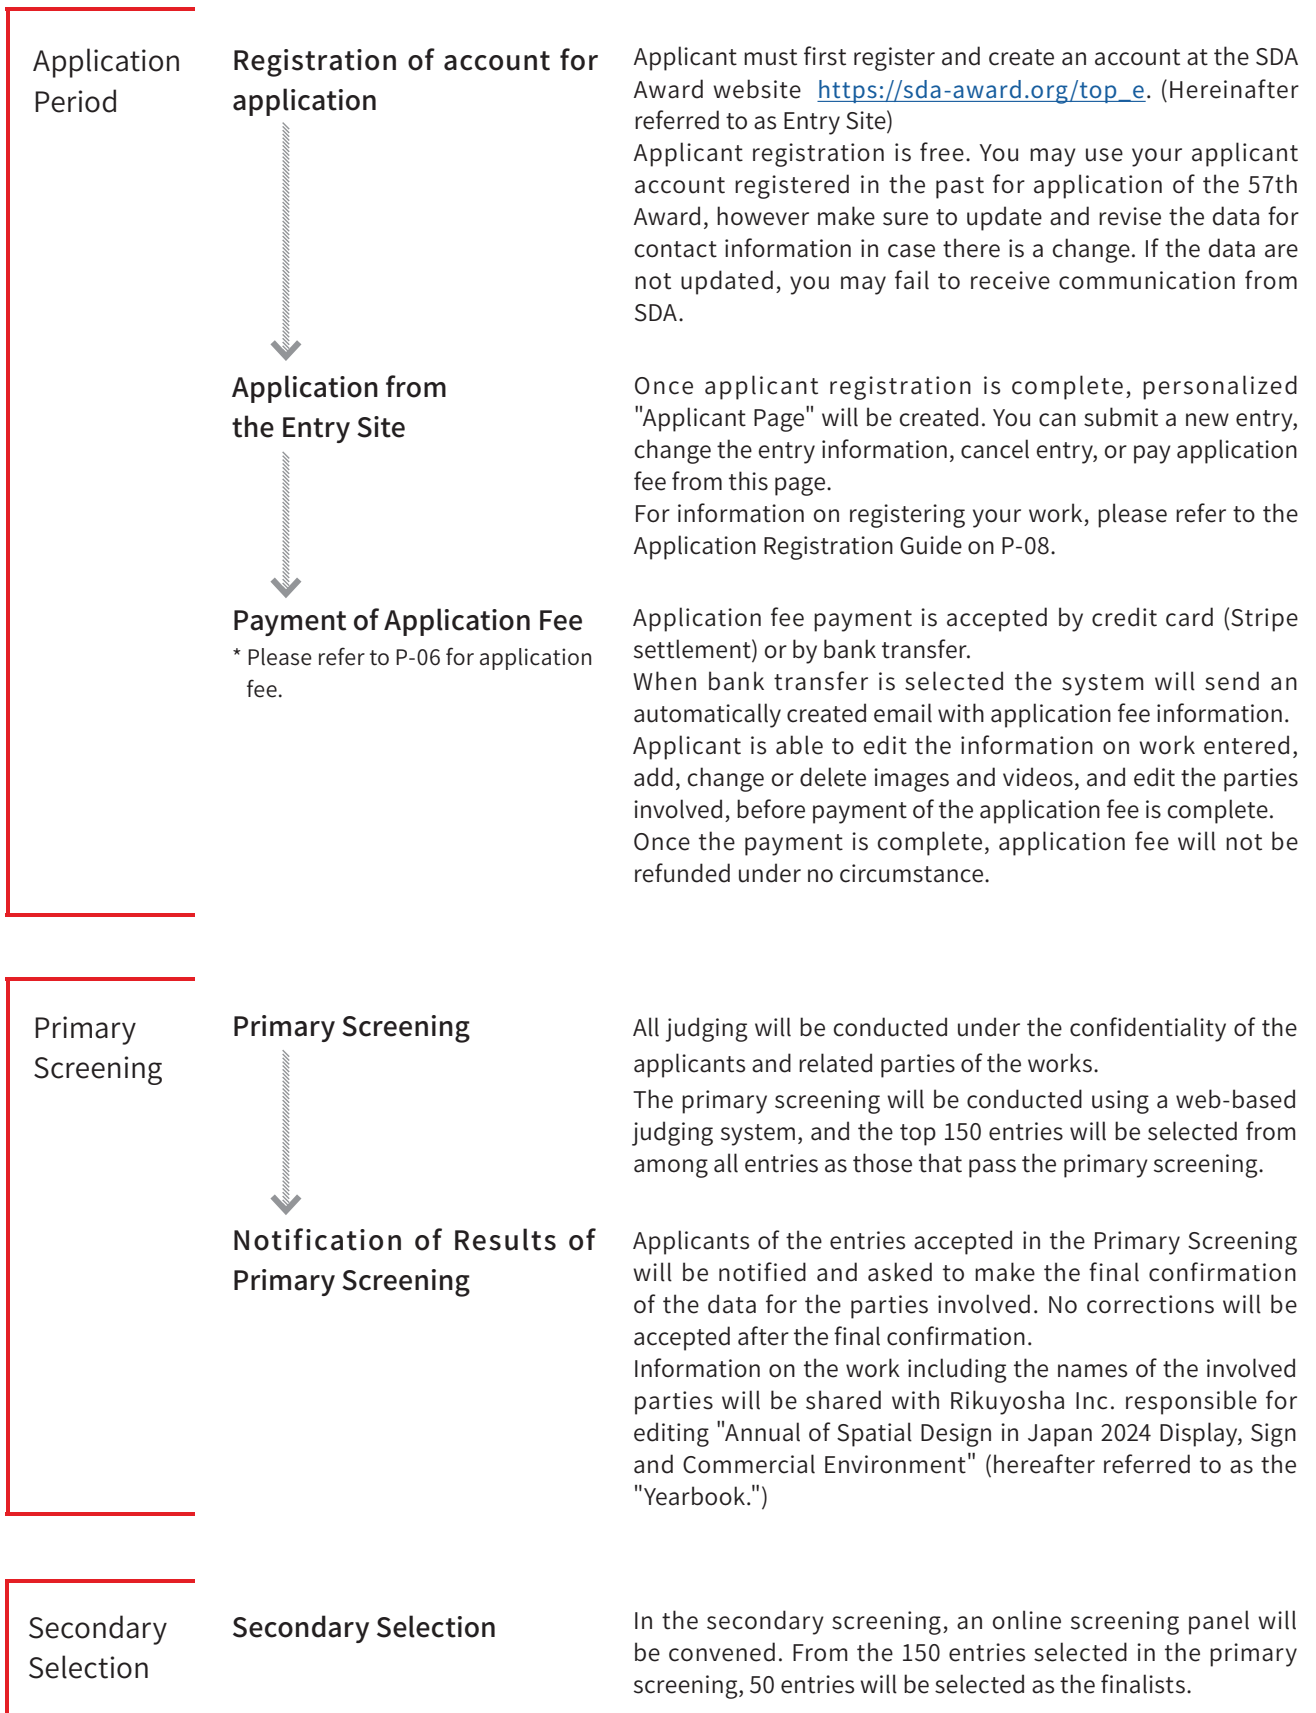 Application
Period
Registration of account for
application
Applicant must first register and create an account at the SDA
Award website https://sda-award.org/top_e. (Hereinafter
referred to as Entry Site)
Applicant registration is free. You may use your applicant
account registered in the past for application of the 57th
Award, however make sure to update and revise the data for
contact information in case there is a change. If the data are
not updated, you may fail to receive communication from
SDA.
Application from
the Entry Site
Once applicant registration is complete, personalized
"Applicant Page" will be created. You can submit a new entry,
change the entry information, cancel entry, or pay application
fee from this page.
For information on registering your work, please refer to the
Application Registration Guide on P-08.
Payment of Application Fee
* Please refer to P-06 for application
fee.
Application fee payment is accepted by credit card (Stripe
settlement) or by bank transfer.
When bank transfer is selected the system will send an
automatically created email with application fee information.
Applicant is able to edit the information on work entered,
add, change or delete images and videos, and edit the parties
involved, before payment of the application fee is complete.
Once the payment is complete, application fee will not be
refunded under no circumstance.
Primary
Screening
Primary Screening
All judging will be conducted under the confidentiality of the
applicants and related parties of the works.
The primary screening will be conducted using a web-based
judging system, and the top 150 entries will be selected from
among all entries as those that pass the primary screening.
Notification of Results of
Primary Screening
Applicants of the entries accepted in the Primary Screening
will be notified and asked to make the final confirmation
of the data for the parties involved. No corrections will be
accepted after the final confirmation.
Information on the work including the names of the involved
parties will be shared with Rikuyosha Inc. responsible for
editing "Annual of Spatial Design in Japan 2024 Display, Sign
and Commercial Environment" (hereafter referred to as the
"Yearbook.")
Secondary
Selection
Secondary Selection
In the secondary screening, an online screening panel will
be convened. From the 150 entries selected in the primary
screening, 50 entries will be selected as the finalists.